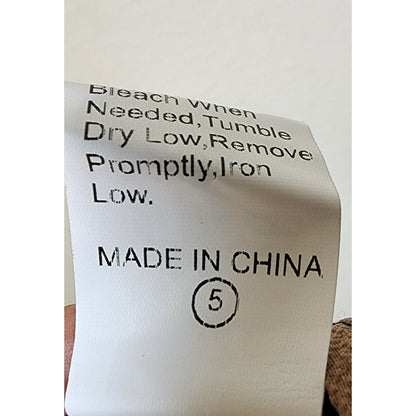 Bleach When
Needed,Tumble
Dry Low,Remove
Promptly,Iron
Low.
MADE IN CHINA
5